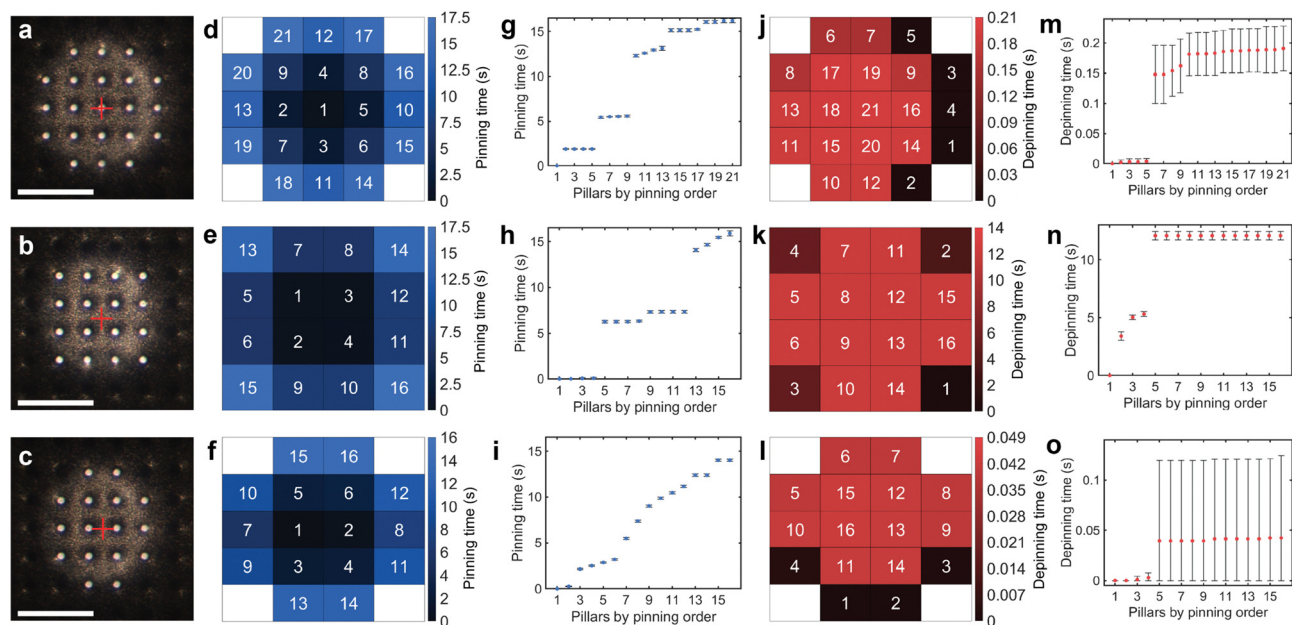 a
d
21 12 17
20 9 4 8 16
13 2 1 5 10
19 7 3 6 15
18 11 14
17.5
15
12.5
10
7.5
5
2.5
0
Pinning time (s)
g
15
10
5
0
Pinning time (s)
1 3 5 7 9 11 13 15 17 19 21
Pillars by pinning order
j
6 7 5
8 17 19 9 3
13 18 21 16 4
11 15 20 14 1
10 12 2
0.21
0.18
0.15
0.12
0.09
0.06
0.03
0
Depinning time (s)
m
0.2
0.15
0.1
0.05
0
Depinning time (s)
1 3 5 7 9 11 13 15 17 19 21
Pillars by pinning order
b
e
13 7 8 14
5 1 3 12
6 2 4 11
15 9 10 16
17.5
15
12.5
10
7.5
5
2.5
0
Pinning time (s)
h
15
10
5
0
Pinning time (s)
1 3 5 7 9 11 13 15
Pillars by pinning order
k
4 7 11 2
5 8 12 15
6 9 13 16
3 10 14 1
14
12
10
8
6
4
2
0
Depinning time (s)
n
10
5
0
Depinning time (s)
1 3 5 7 9 11 13 15
Pillars by pinning order
c
f
15 16
10 5 6 12
7 1 2 8
9 3 4 11
13 14
16
14
12
10
8
6
4
2
0
Pinning time (s)
i
15
10
5
0
Pinning time (s)
1 3 5 7 9 11 13 15
Pillars by pinning order
l
6 7
5 15 12 8
10 16 13 9
4 11 14 3
1 2
0.049
0.042
0.035
0.028
0.021
0.014
0.007
0
Depinning time (s)
o
0.1
0.05
0
Depinning time (s)
1 3 5 7 9 11 13 15
Pillars by pinning order